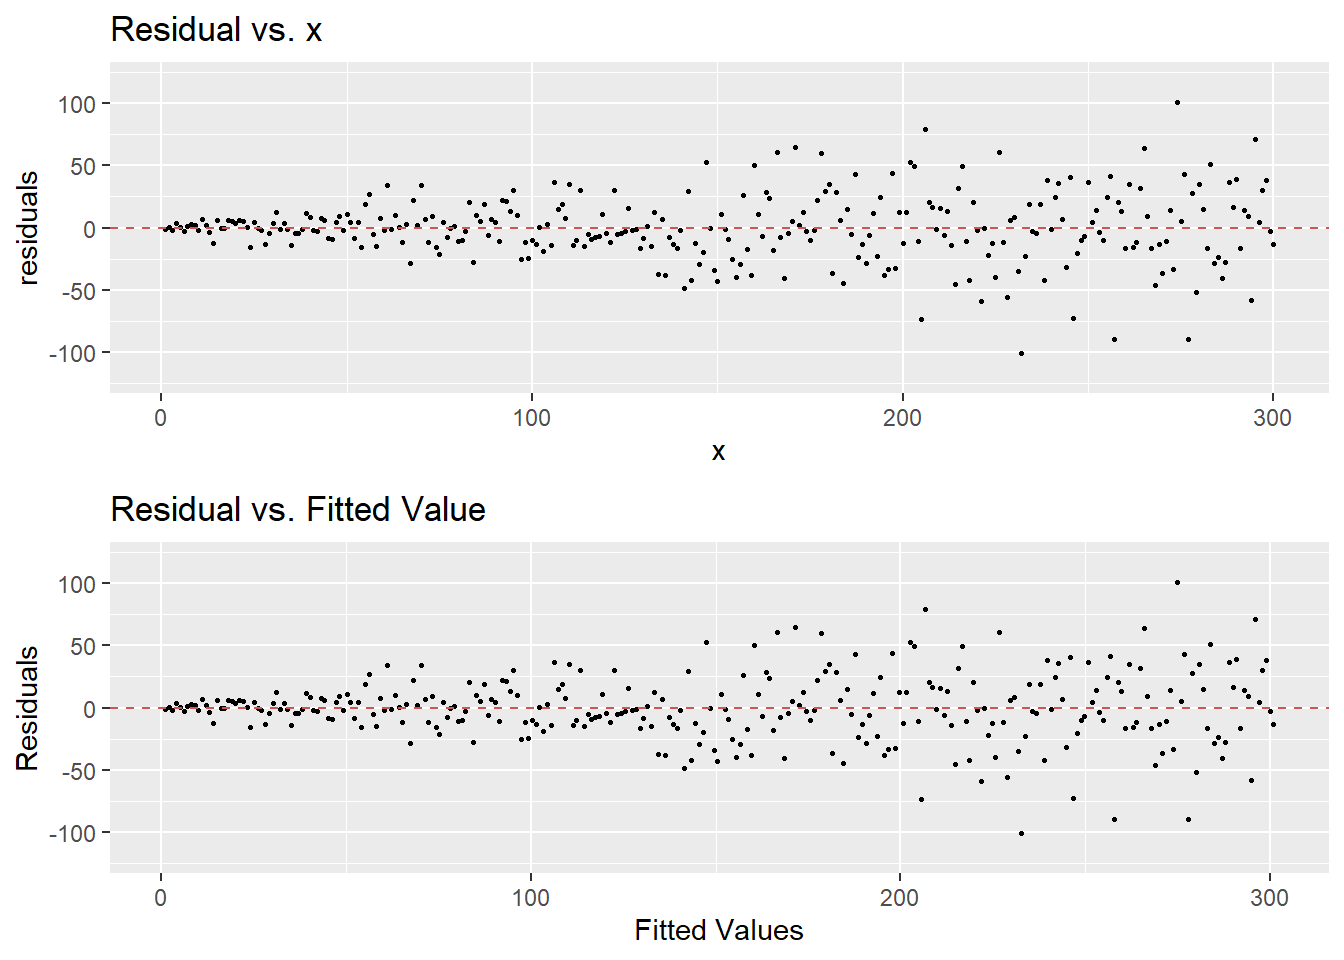 Residual vs. x
100
50
0
-50
-100
residuals
0 100 200 300
x
Residual vs. Fitted Value
100
50
0
-50
-100
Residuals
0 100 200 300
Fitted Values